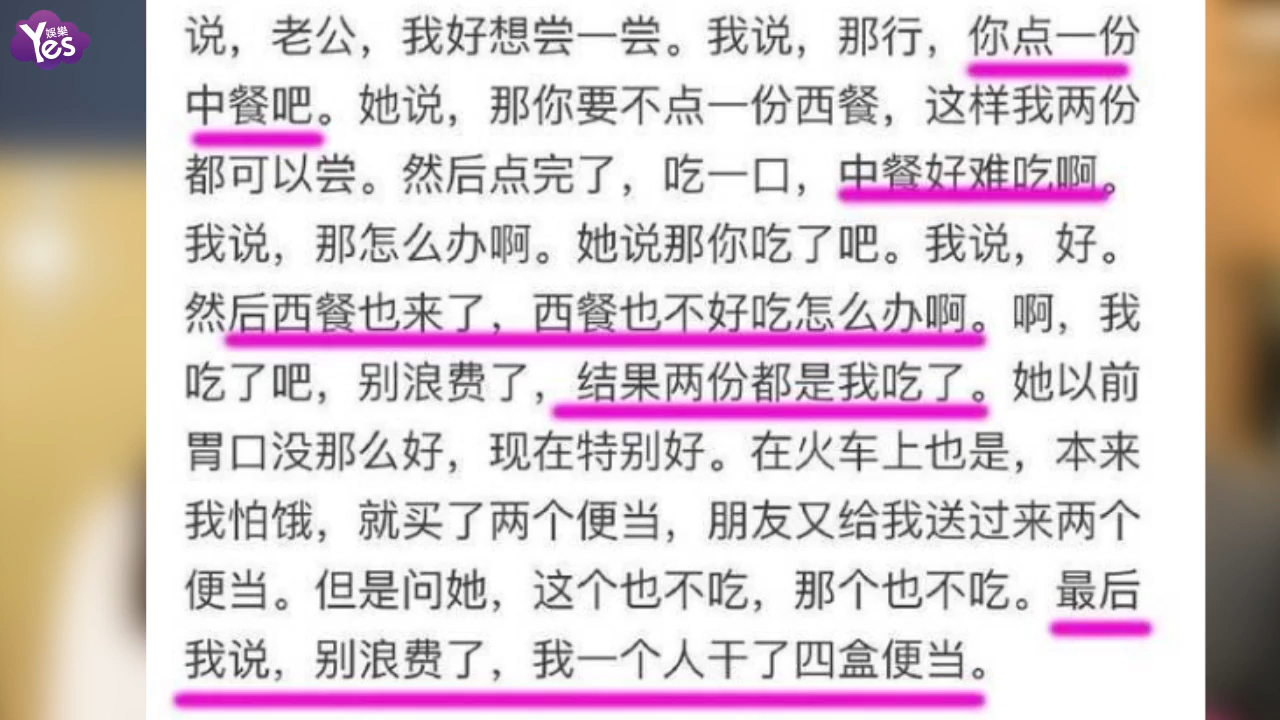 Yes娛樂
说，老公，我好想尝一尝。我说，那行，你点一份
中餐吧。她说，那你要不点一份西餐，这样我两份
都可以尝。然后点完了，吃一口，中餐好难吃啊。
我说，那怎么办啊。她说那你吃了吧。我说，好。
然后西餐也来了，西餐也不好吃怎么办啊。啊，我
吃了吧，别浪费了，结果两份都是我吃了。她以前
胃口没那么好，现在特别好。在火车上也是，本来
我怕饿，就买了两个便当，朋友又给我送过来两个
便当。但是问她，这个也不吃，那个也不吃。最后
我说，别浪费了，我一个人干了四盒便当。